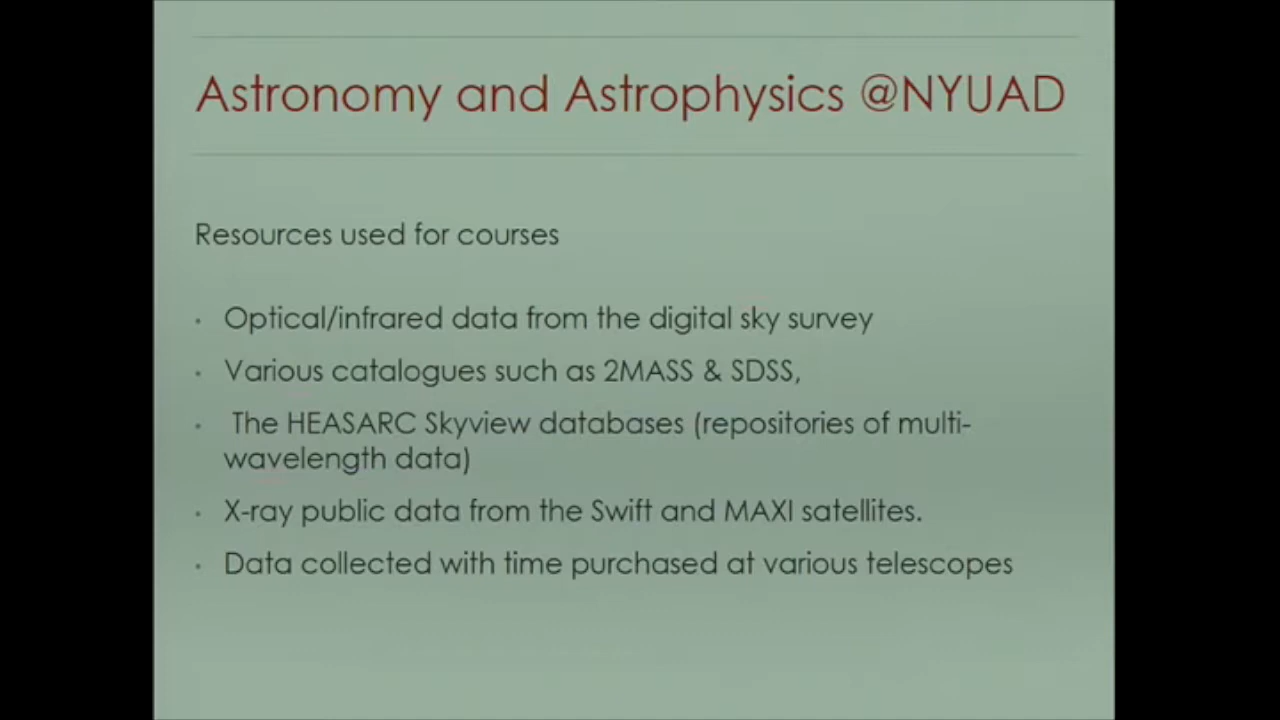 Astronomy and Astrophysics @NYUAD
Resources used for courses
• Optical/infrared data from the digital sky survey
• Various catalogues such as 2MASS & SDSS,
• The HEASARC Skyview databases (repositories of multi-
wavelength data)
• X-ray public data from the Swift and MAXI satellites.
• Data collected with time purchased at various telescopes